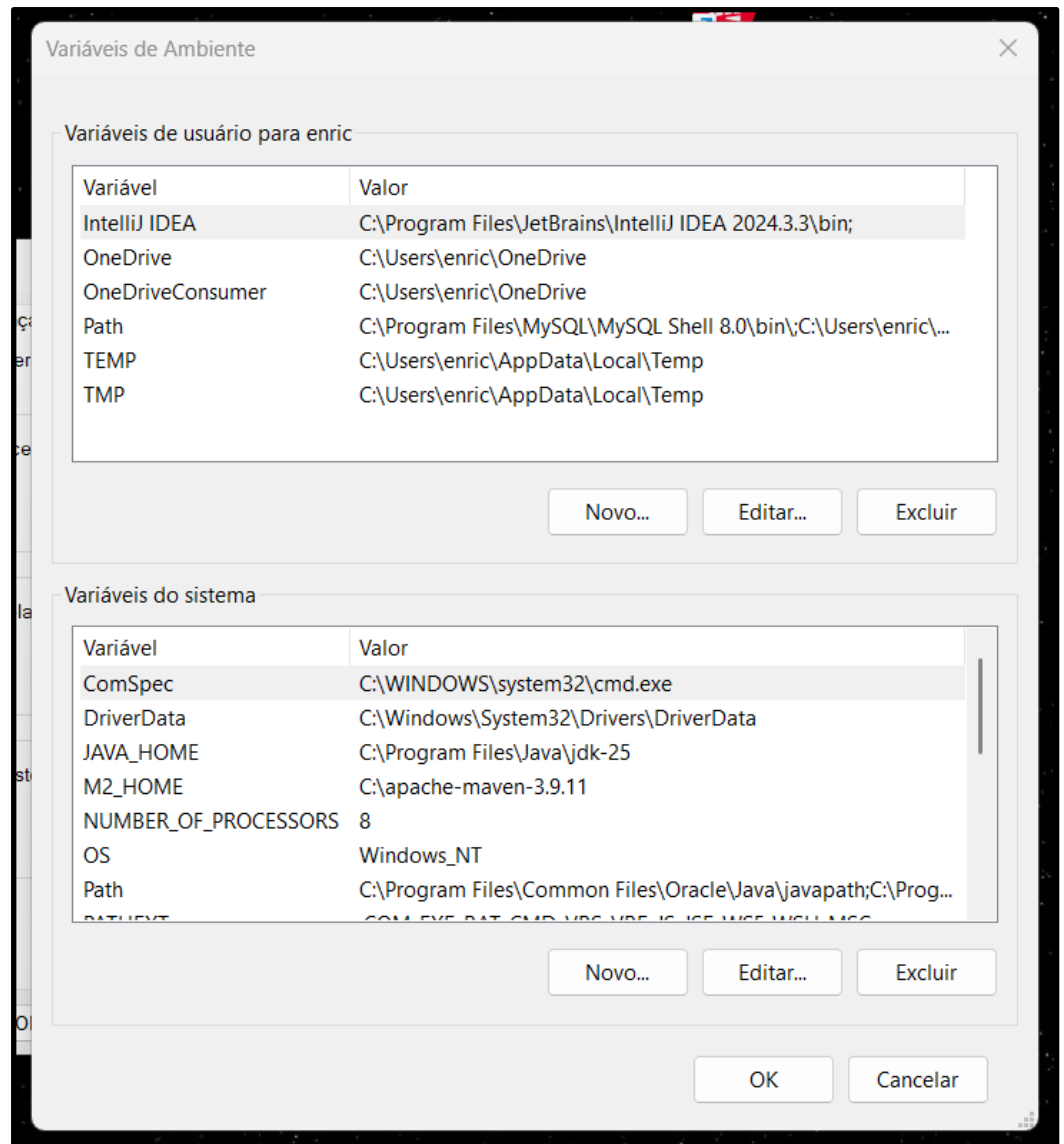 Variáveis de Ambiente
Variáveis de usuário para enric
Variável Valor
IntelliJ IDEA C:\Program Files\JetBrains\IntelliJ IDEA 2024.3.3\bin;
OneDrive C:\Users\enric\OneDrive
OneDriveConsumer C:\Users\enric\OneDrive
Path C:\Program Files\MySQL\MySQL Shell 8.0\bin\;C:\Users\enric\...
TEMP C:\Users\enric\AppData\Local\Temp
TMP C:\Users\enric\AppData\Local\Temp
Novo... Editar... Excluir
Variáveis do sistema
Variável Valor
ComSpec C:\WINDOWS\system32\cmd.exe
DriverData C:\Windows\System32\Drivers\DriverData
JAVA_HOME C:\Program Files\Java\jdk-25
M2_HOME C:\apache-maven-3.9.11
NUMBER_OF_PROCESSORS 8
OS Windows_NT
Path C:\Program Files\Common Files\Oracle\Java\javapath;C:\Prog...
Novo... Editar... Excluir
OK Cancelar